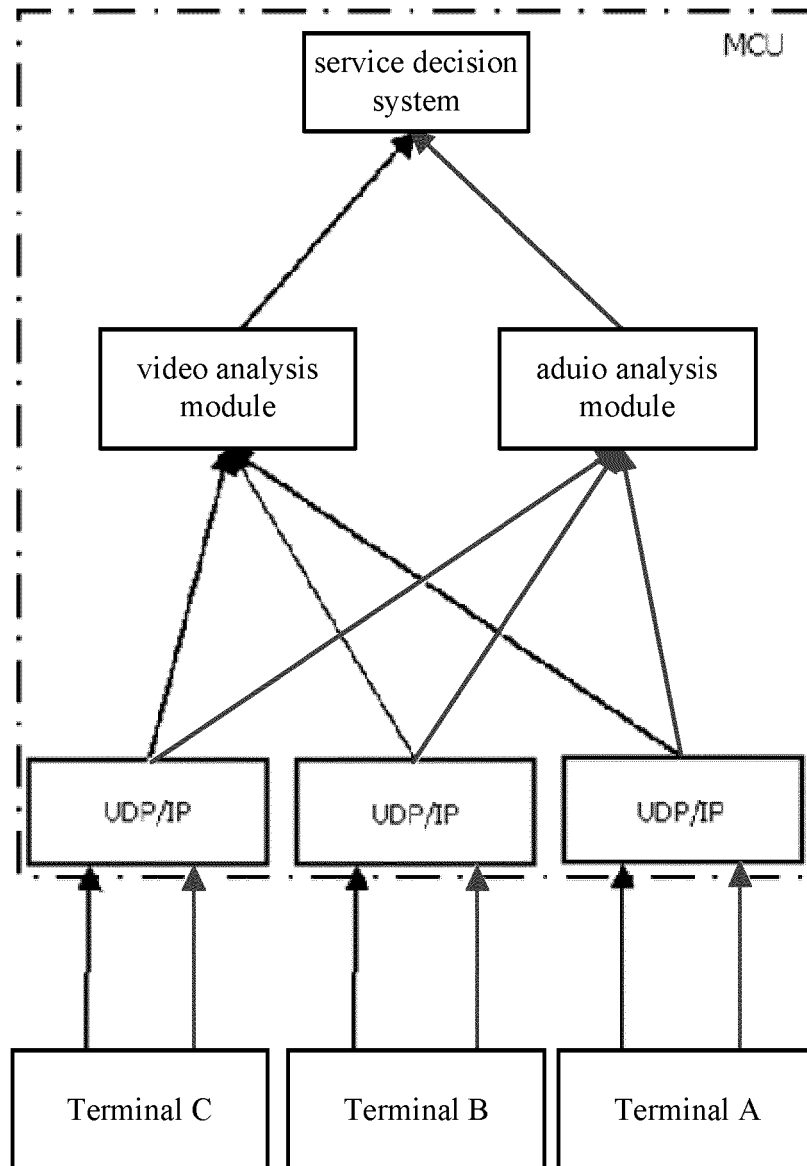 MCU
service decision
system
video analysis
module
aduio analysis
module
UDP/IP
UDP/IP
UDP/IP
Terminal C
Terminal B
Terminal A